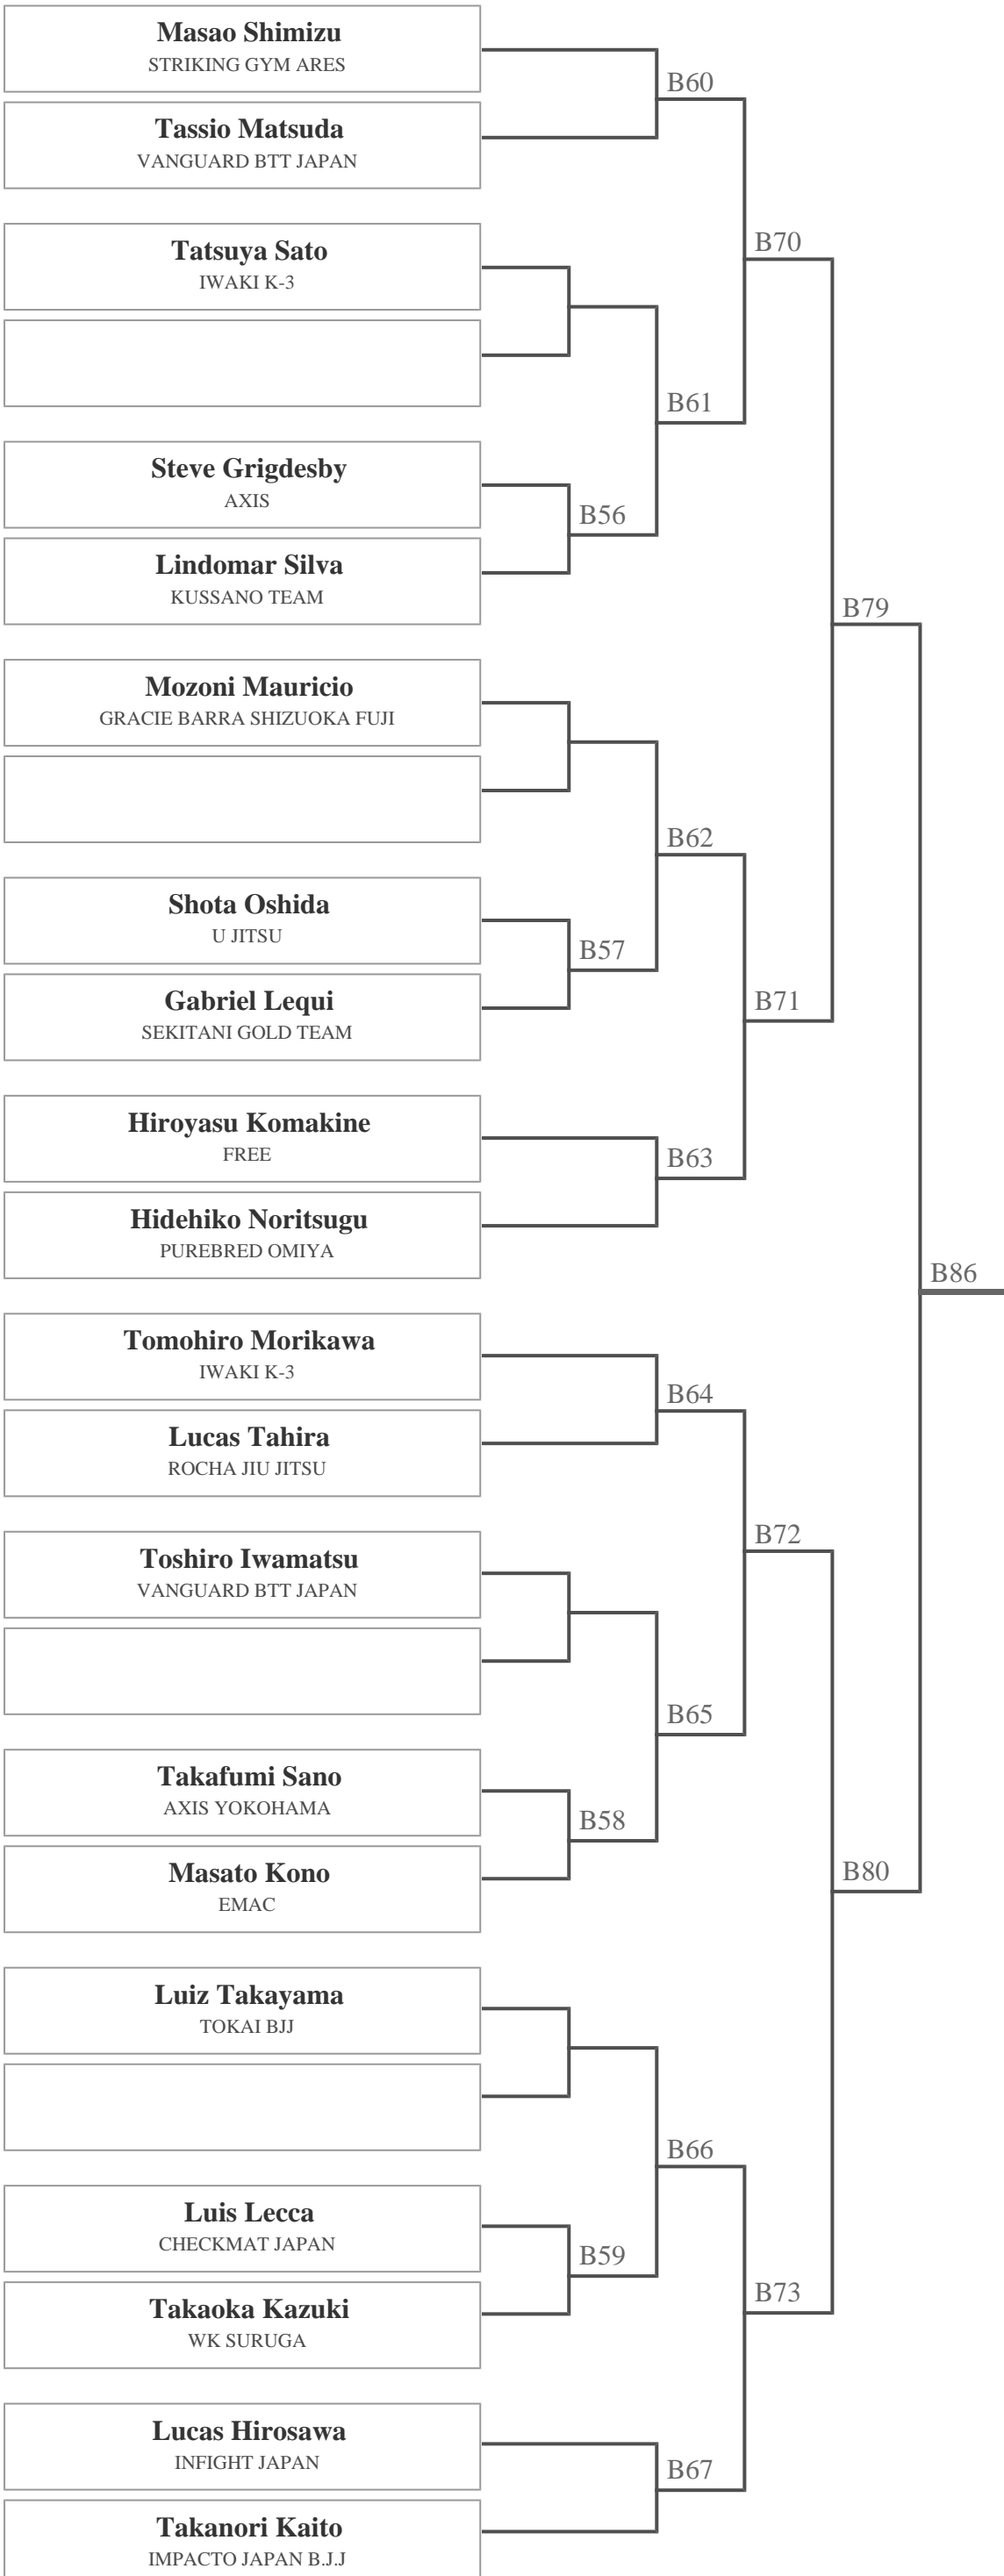 Masao Shimizu
STRIKING GYM ARES
B60
Tassio Matsuda
VANGUARD BTT JAPAN
B70
Tatsuya Sato
IWAKI K-3
B61
Steve Grigdesby
AXIS
B56
Lindomar Silva
KUSSANO TEAM
B79
Mozoni Mauricio
GRACIE BARRA SHIZUOKA FUJI
B62
Shota Oshida
U JITSU
B57
Gabriel Lequi
SEKITANI GOLD TEAM
B71
Hiroyasu Komakine
FREE
B63
Hidehiko Noritsugu
PUREBRED OMIYA
B86
Tomohiro Morikawa
IWAKI K-3
B64
Lucas Tahira
ROCHA JIU JITSU
B72
Toshiro Iwamatsu
VANGUARD BTT JAPAN
B65
Takafumi Sano
AXIS YOKOHAMA
B58
Masato Kono
EMAC
B80
Luiz Takayama
TOKAI BJJ
B66
Luis Lecca
CHECKMAT JAPAN
B59
Takaoka Kazuki
WK SURUGA
B73
Lucas Hirosawa
INFIGHT JAPAN
B67
Takanori Kaito
IMPACTO JAPAN B.J.J